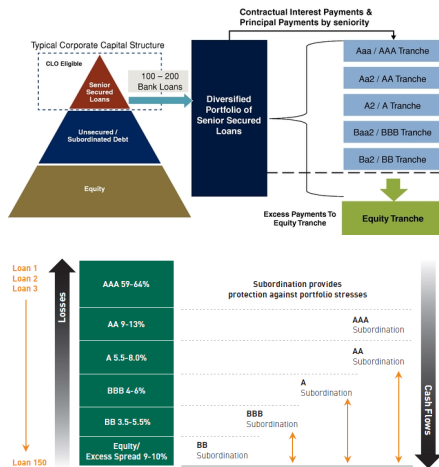 Contractual Interest Payments &
Principal Payments by seniority
Typical Corporate Capital Structure
CLO Eligible
Senior
Secured
Loans
100 – 200
Bank Loans
Unsecured /
Subordinated Debt
Equity
Diversified
Portfolio of
Senior Secured
Loans
Aaa / AAA Tranche
Aa2 / AA Tranche
A2 / A Tranche
Baa2 / BBB Tranche
Ba2 / BB Tranche
Excess Payments To
Equity Tranche
Equity Tranche
Loan 1
Loan 2
Loan 3
Loan 150
Losses
AAA 59-64%
AA 9-13%
A 5.5-8.0%
BBB 4-6%
BB 3.5-5.5%
Equity/
Excess Spread 9-10%
Subordination provides
protection against portfolio stresses
AAA
Subordination
AA
Subordination
A
Subordination
BBB
Subordination
BB
Subordination
Cash Flows